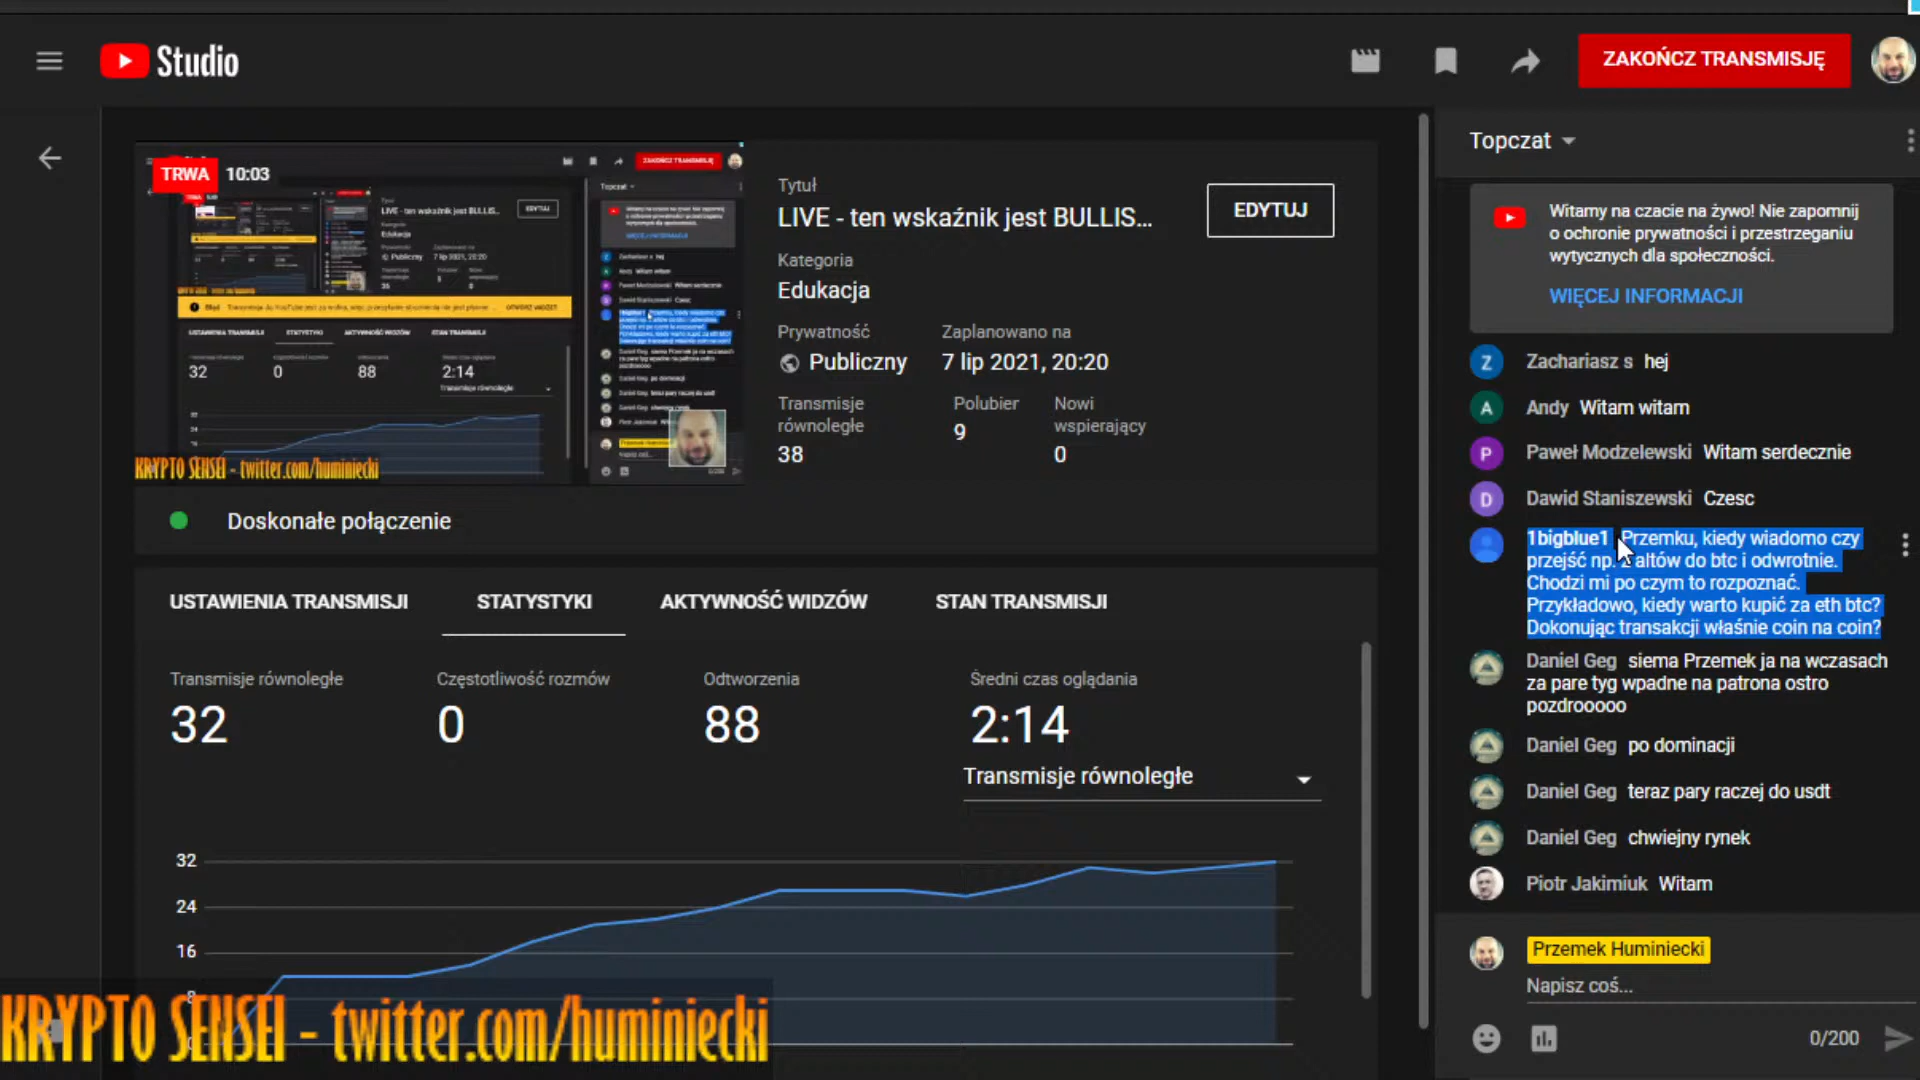 Studio
ZAKOŃCZ TRANSMISJĘ
TRWA 10:03
Tytuł
LIVE - ten wskaźnik jest BULLIS...
EDYTUJ
Kategoria
Edukacja
Prywatność
Publiczny
Zaplanowano na
7 lip 2021, 20:20
Transmisje
równoległe
38
Polubier
9
Nowi
wspierający
0
KRYPTO SENSEI - twitter.com/huminiecki
Doskonałe połączenie
USTAWIENIA TRANSMISJI
STATYSTYKI
AKTYWNOŚĆ WIDZÓW
STAN TRANSMISJI
Transmisje równoległe
32
Częstotliwość rozmów
0
Odtworzenia
88
Średni czas oglądania
2:14
Transmisje równoległe
32
24
16
8
KRYPTO SENSEI - twitter.com/huminiecki
Topczat
Witamy na czacie na żywo! Nie zapomnij
o ochronie prywatności i przestrzeganiu
wytycznych dla społeczności.
WIĘCEJ INFORMACJI
Z Zachariasz s hej
A Andy Witam witam
P Paweł Modzelewski Witam serdecznie
D Dawid Staniszewski Czesc
1bigblue1 Przemku, kiedy wiadomo czy
przejść np. z altów do btc i odwrotnie.
Chodzi mi po czym to rozpoznać.
Przykładowo, kiedy warto kupić za eth btc?
Dokonując transakcji właśnie coin na coin?
Daniel Geg siema Przemek ja na wczasach
za pare tyg wpadne na patrona ostro
pozdrooooo
Daniel Geg po dominacji
Daniel Geg teraz pary raczej do usdt
Daniel Geg chwiejny rynek
Piotr Jakimiuk Witam
Przemek Huminiecki
Napisz coś...
0/200